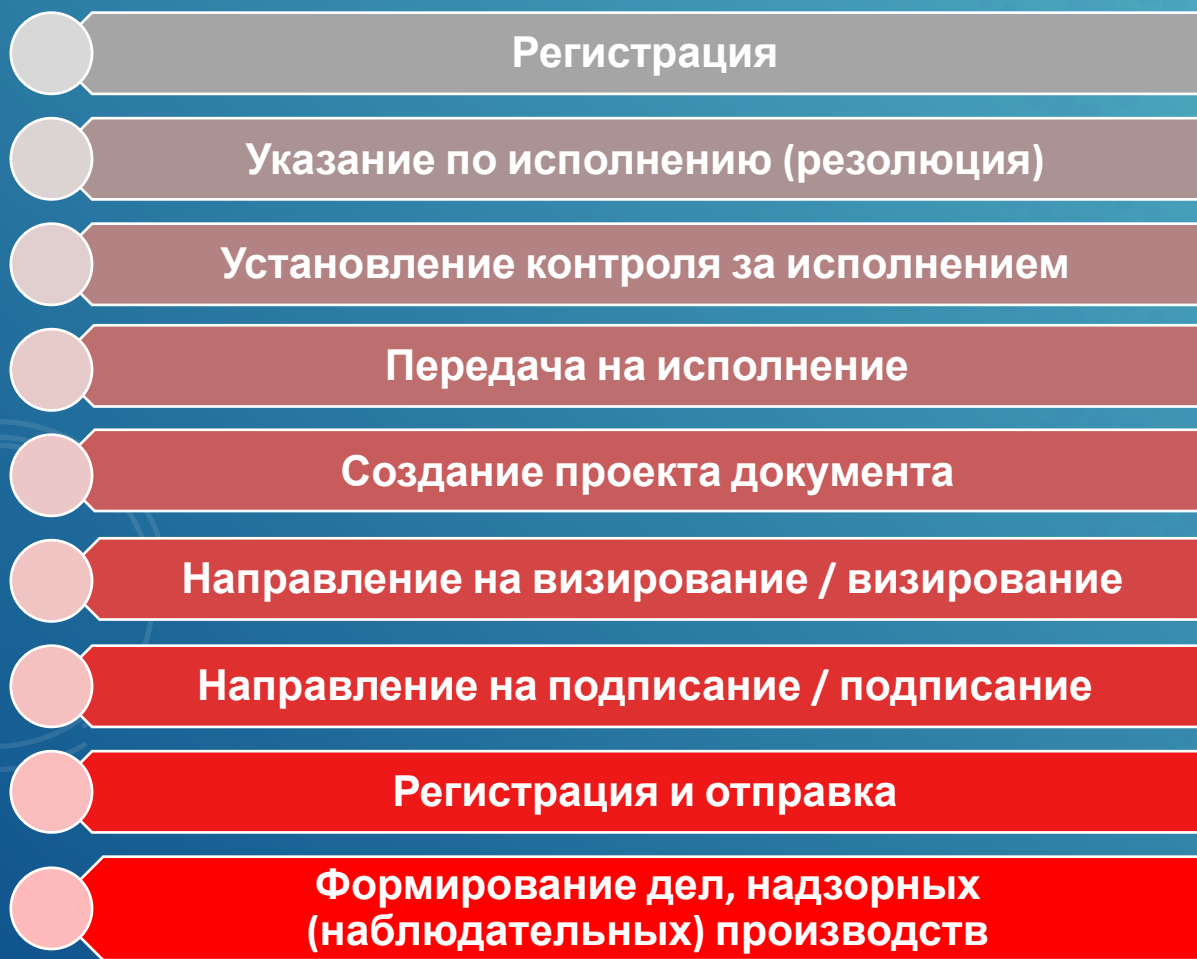 Регистрация
Указание по исполнению (резолюция)
Установление контроля за исполнением
Передача на исполнение
Создание проекта документа
Направление на визирование / визирование
Направление на подписание / подписание
Регистрация и отправка
Формирование дел, надзорных
(наблюдательных) производств